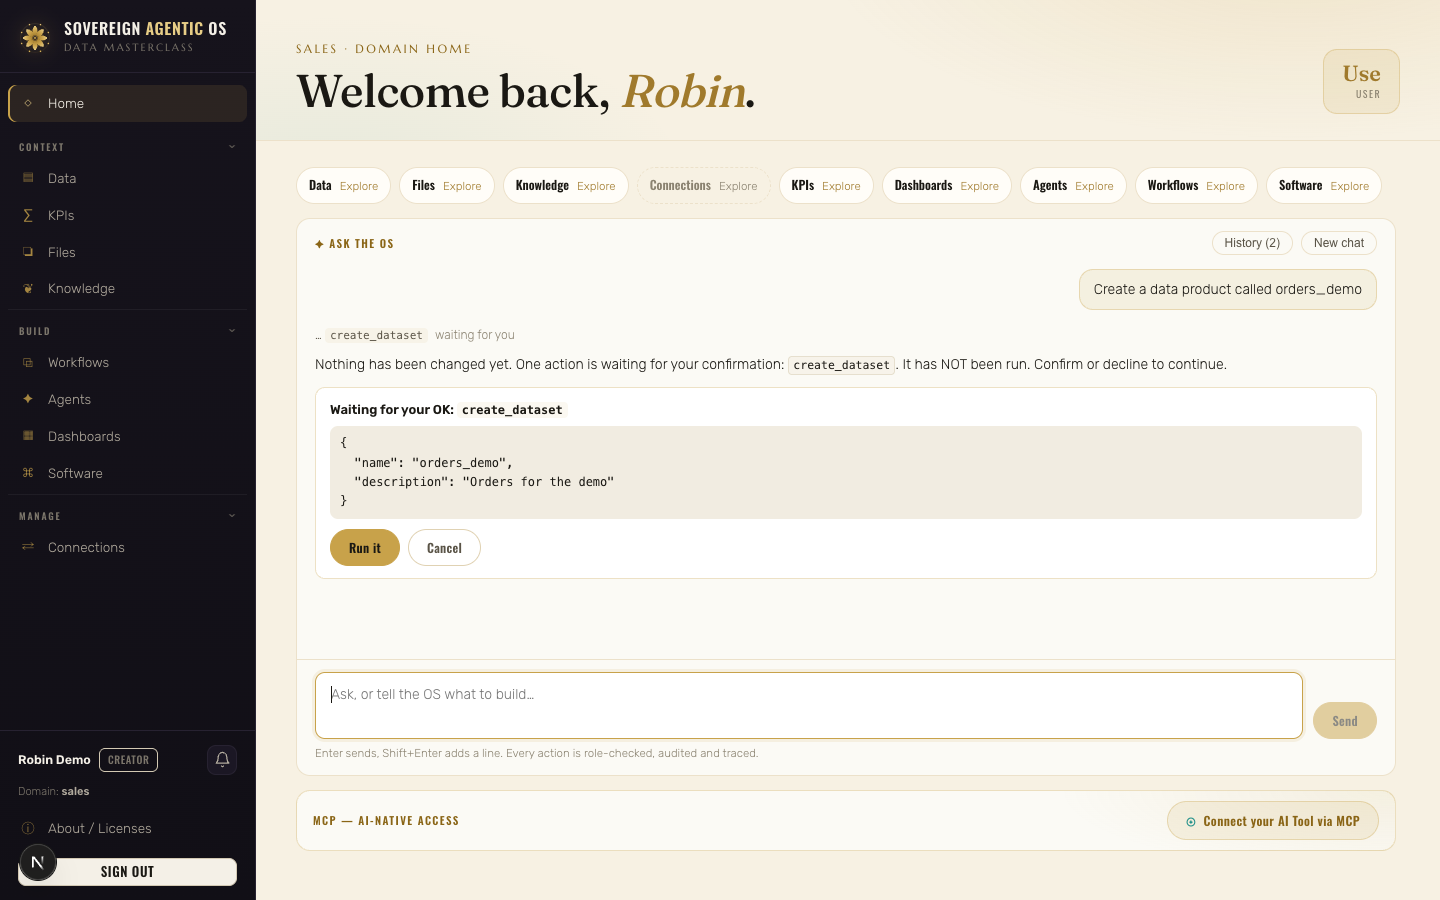 SOVEREIGN AGENTIC OS
DATA MASTERCLASS
Home
CONTEXT
Data
KPIs
Files
Knowledge
BUILD
Workflows
Agents
Dashboards
Software
MANAGE
Connections
Robin Demo CREATOR
Domain: sales
About / Licenses
N
SIGN OUT
SALES · DOMAIN HOME
Welcome back, Robin.
Use
USER
Data Explore Files Explore Knowledge Explore Connections Explore KPIs Explore Dashboards Explore Agents Explore Workflows Explore Software Explore
✦ ASK THE OS
History (2) New chat
Create a data product called orders_demo
… create_dataset waiting for you
Nothing has been changed yet. One action is waiting for your confirmation: create_dataset. It has NOT been run. Confirm or decline to continue.
Waiting for your OK: create_dataset
{
"name": "orders_demo",
"description": "Orders for the demo"
}
Run it Cancel
Ask, or tell the OS what to build…
Send
Enter sends, Shift+Enter adds a line. Every action is role-checked, audited and traced.
MCP — AI-NATIVE ACCESS
Connect your AI Tool via MCP